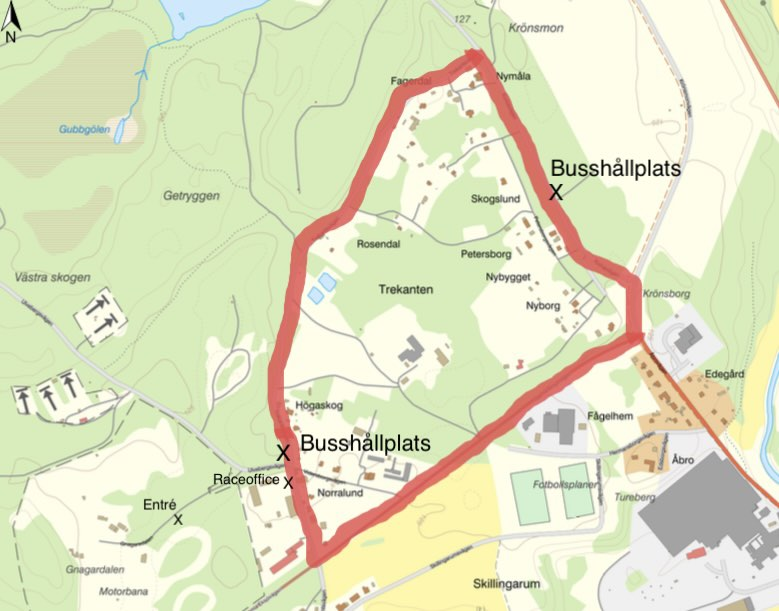 N
127
Krönsmon
Fagerdal
Nymåla
Gubbgölen
Busshållplats
X
Getryggen
Skogslund
Rosendal
Petersborg
Västra skogen
Nybygget
Trekanten
Krönsborg
Nyborg
Edegård
Högaskog
Fågelhem
Busshållplats
X
Åbro
Raceoffice X
Norralund
Fotbollsplaner
Tureberg
Entré
X
Gnagardalen
Skillingarum
Motorbana